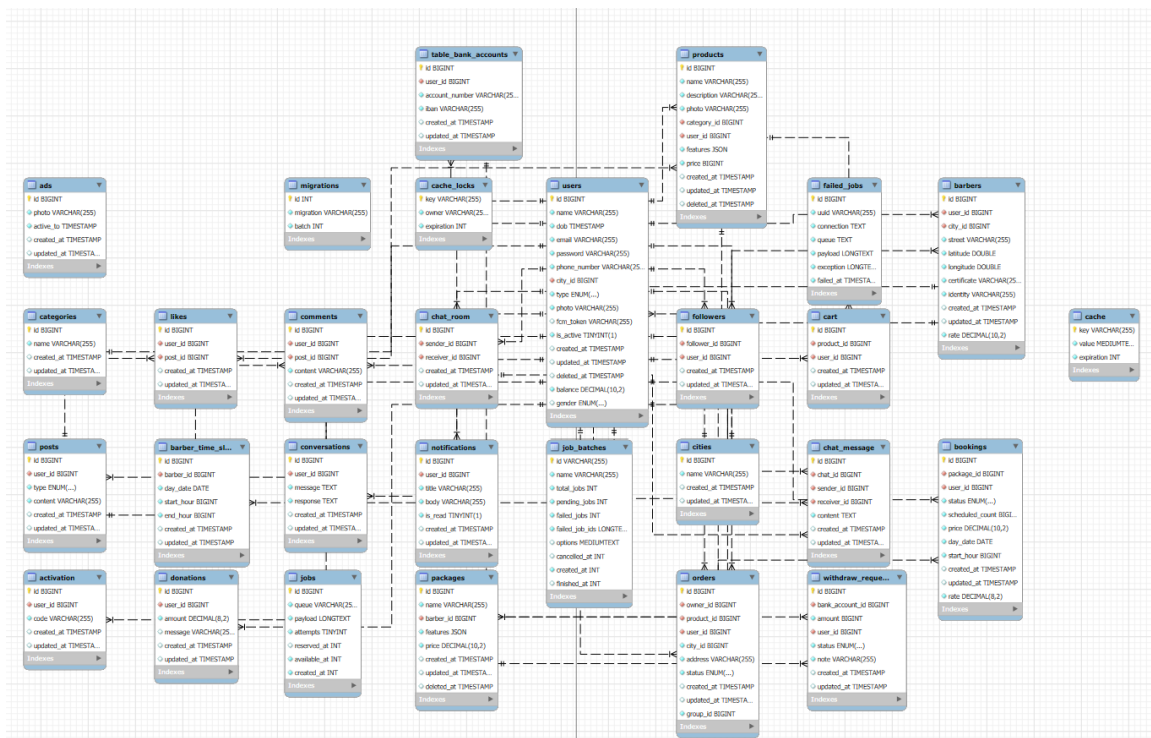 table_bank_accounts
id BIGINT
user_id BIGINT
account_number VARCHAR(25...
iban VARCHAR(255)
created_at TIMESTAMP
updated_at TIMESTAMP
Indexes
products
id BIGINT
name VARCHAR(255)
description VARCHAR(255)
photo VARCHAR(255)
category_id BIGINT
user_id BIGINT
features JSON
price BIGINT
created_at TIMESTAMP
updated_at TIMESTAMP
deleted_at TIMESTAMP
Indexes
ads
id BIGINT
photo VARCHAR(255)
active_to TIMESTAMP
created_at TIMESTAMP
updated_at TIMESTA...
Indexes
migrations
id INT
migration VARCHAR(255)
batch INT
Indexes
cache_locks
key VARCHAR(255)
owner VARCHAR(25...
expiration INT
Indexes
users
id BIGINT
name VARCHAR(255)
dob TIMESTAMP
email VARCHAR(255)
password VARCHAR(255)
phone_number VARCHAR(25...
city_id BIGINT
type ENUM(...)
photo VARCHAR(255)
fcm_token VARCHAR(255)
is_active TINYINT(1)
created_at TIMESTAMP
updated_at TIMESTAMP
deleted_at TIMESTAMP
balance DECIMAL(10,2)
gender ENUM(...)
Indexes
failed_jobs
id BIGINT
uuid VARCHAR(255)
connection TEXT
queue TEXT
payload LONGTEXT
exception LONGTE...
failed_at TIMESTAMP
Indexes
barbers
id BIGINT
user_id BIGINT
city_id BIGINT
street VARCHAR(255)
latitude DOUBLE
longitude DOUBLE
certificate VARCHAR(25...
identity VARCHAR(255)
created_at TIMESTAMP
updated_at TIMESTAMP
rate DECIMAL(10,2)
Indexes
categories
id BIGINT
name VARCHAR(255)
created_at TIMESTAMP
updated_at TIMESTA...
Indexes
likes
id BIGINT
user_id BIGINT
post_id BIGINT
created_at TIMESTAMP
updated_at TIMESTA...
Indexes
comments
id BIGINT
user_id BIGINT
post_id BIGINT
content VARCHAR(255)
created_at TIMESTAMP
updated_at TIMESTA...
Indexes
chat_room
id BIGINT
sender_id BIGINT
receiver_id BIGINT
created_at TIMESTAMP
updated_at TIMESTA...
Indexes
followers
id BIGINT
follower_id BIGINT
user_id BIGINT
created_at TIMESTAMP
updated_at TIMESTA...
Indexes
cart
id BIGINT
product_id BIGINT
user_id BIGINT
created_at TIMESTAMP
updated_at TIMESTA...
Indexes
cache
key VARCHAR(255)
value MEDIUMTE...
expiration INT
Indexes
posts
id BIGINT
user_id BIGINT
type ENUM(...)
content VARCHAR(255)
created_at TIMESTAMP
updated_at TIMESTA...
Indexes
barber_time_sl...
id BIGINT
barber_id BIGINT
day_date DATE
start_hour BIGINT
end_hour BIGINT
created_at TIMESTAMP
updated_at TIMESTAMP
Indexes
conversations
id BIGINT
user_id BIGINT
message TEXT
response TEXT
created_at TIMESTAMP
updated_at TIMESTA...
Indexes
notifications
id BIGINT
user_id BIGINT
title VARCHAR(255)
body VARCHAR(255)
is_read TINYINT(1)
created_at TIMESTAMP
updated_at TIMESTA...
Indexes
job_batches
id VARCHAR(255)
name VARCHAR(255)
total_jobs INT
pending_jobs INT
failed_jobs INT
failed_job_ids LONGTE...
options MEDIUMTEXT
cancelled_at INT
created_at INT
finished_at INT
Indexes
cities
id BIGINT
name VARCHAR(255)
created_at TIMESTAMP
updated_at TIMESTA...
Indexes
chat_message
id BIGINT
chat_id BIGINT
sender_id BIGINT
receiver_id BIGINT
content TEXT
created_at TIMESTAMP
updated_at TIMESTA...
Indexes
bookings
id BIGINT
package_id BIGINT
user_id BIGINT
status ENUM(...)
scheduled_count BIGINT
price DECIMAL(10,2)
day_date DATE
start_hour BIGINT
created_at TIMESTAMP
updated_at TIMESTAMP
rate DECIMAL(8,2)
Indexes
activation
id BIGINT
user_id BIGINT
code VARCHAR(255)
created_at TIMESTAMP
updated_at TIMESTA...
Indexes
donations
id BIGINT
user_id BIGINT
amount DECIMAL(8,2)
message VARCHAR(25...
created_at TIMESTAMP
updated_at TIMESTAMP
Indexes
jobs
id BIGINT
queue VARCHAR(25...
payload LONGTEXT
attempts TINYINT
reserved_at INT
available_at INT
created_at INT
Indexes
packages
id BIGINT
name VARCHAR(255)
barber_id BIGINT
features JSON
price DECIMAL(10,2)
created_at TIMESTAMP
updated_at TIMESTA...
deleted_at TIMESTAMP
Indexes
orders
id BIGINT
owner_id BIGINT
product_id BIGINT
user_id BIGINT
city_id BIGINT
address VARCHAR(255)
status ENUM(...)
created_at TIMESTAMP
updated_at TIMESTA...
group_id BIGINT
Indexes
withdraw_reque...
id BIGINT
bank_account_id BIGINT
amount BIGINT
user_id BIGINT
status ENUM(...)
note VARCHAR(255)
created_at TIMESTAMP
updated_at TIMESTAMP
Indexes